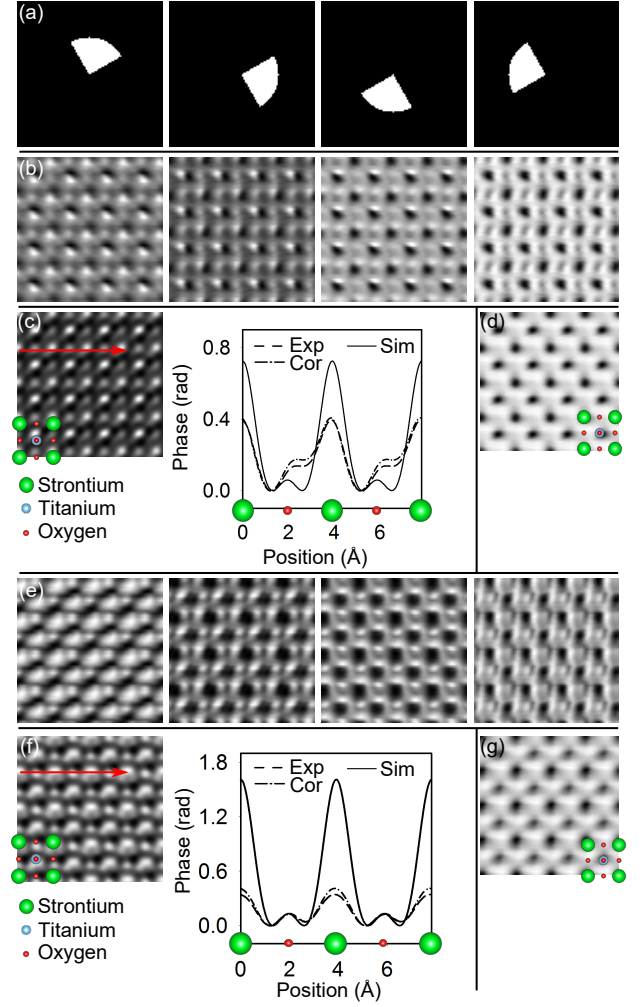 (a)
(b)
(c)
(d)
Exp Sim
Cor
0.8
0.4
0.0
Phase (rad)
0 2 4 6
Position (Å)
Strontium
Titanium
Oxygen
(e)
(f)
(g)
Exp Sim
Cor
1.8
1.2
0.6
0.0
Phase (rad)
0 2 4 6
Position (Å)
Strontium
Titanium
Oxygen